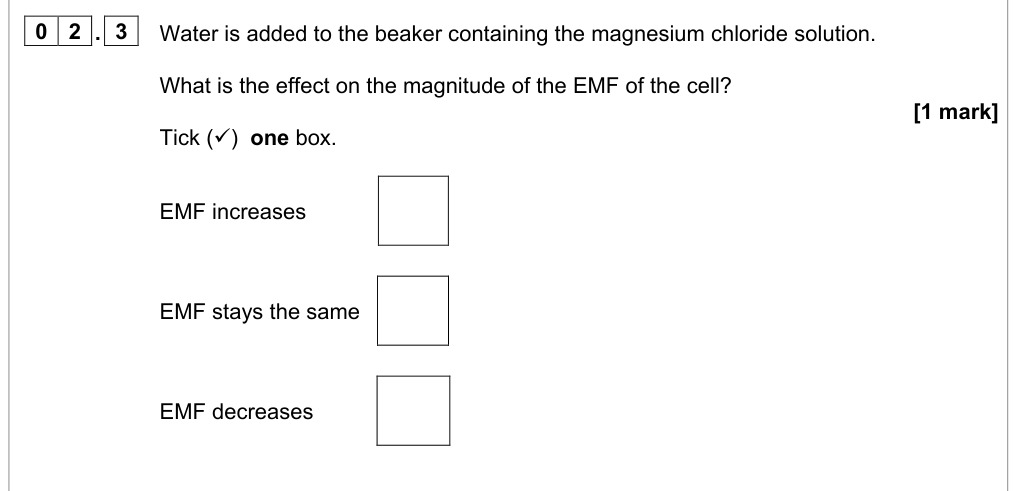 0 2 . 3 Water is added to the beaker containing the magnesium chloride solution.
What is the effect on the magnitude of the EMF of the cell?
[1 mark]
Tick (✓) one box.
EMF increases
EMF stays the same
EMF decreases